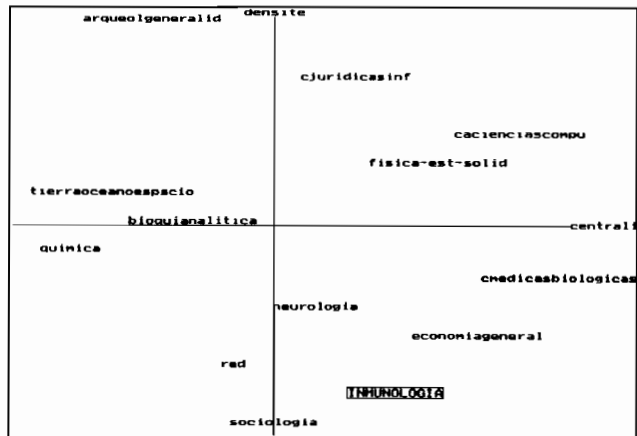 densite
arqueolgeneralid
cjuridicasinf
cacienciascompu
fisica-est-solid
tierraoceanoespacio
bioquianalitica
centrali
quimica
cmedicasbiologicas
neurologia
economiageneral
red
INMUNOLOGIA
sociologia